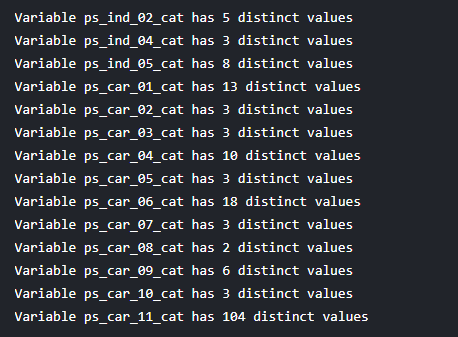 Variable ps_ind_02_cat has 5 distinct values
Variable ps_ind_04_cat has 3 distinct values
Variable ps_ind_05_cat has 8 distinct values
Variable ps_car_01_cat has 13 distinct values
Variable ps_car_02_cat has 3 distinct values
Variable ps_car_03_cat has 3 distinct values
Variable ps_car_04_cat has 10 distinct values
Variable ps_car_05_cat has 3 distinct values
Variable ps_car_06_cat has 18 distinct values
Variable ps_car_07_cat has 3 distinct values
Variable ps_car_08_cat has 2 distinct values
Variable ps_car_09_cat has 6 distinct values
Variable ps_car_10_cat has 3 distinct values
Variable ps_car_11_cat has 104 distinct values